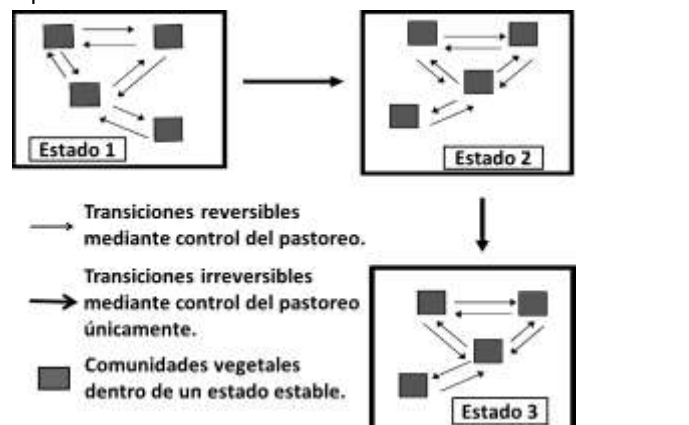 Estado 1
Estado 2
Transiciones reversibles
mediante control del pastoreo.
Transiciones irreversibles
mediante control del pastoreo
únicamente.
Comunidades vegetales
dentro de un estado estable.
Estado 3